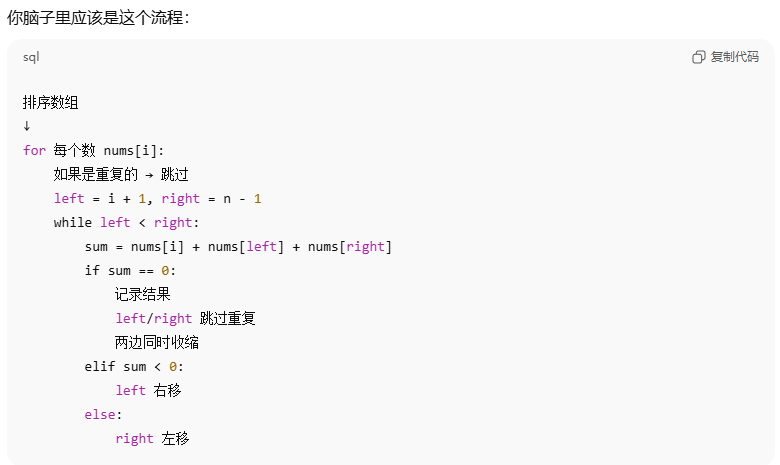 你脑子里应该是这个流程：
sql
复制代码
排序数组
↓
for 每个数 nums[i]:
    如果是重复的 → 跳过
    left = i + 1, right = n - 1
    while left < right:
        sum = nums[i] + nums[left] + nums[right]
        if sum == 0:
            记录结果
            left/right 跳过重复
            两边同时收缩
        elif sum < 0:
            left 右移
        else:
            right 左移